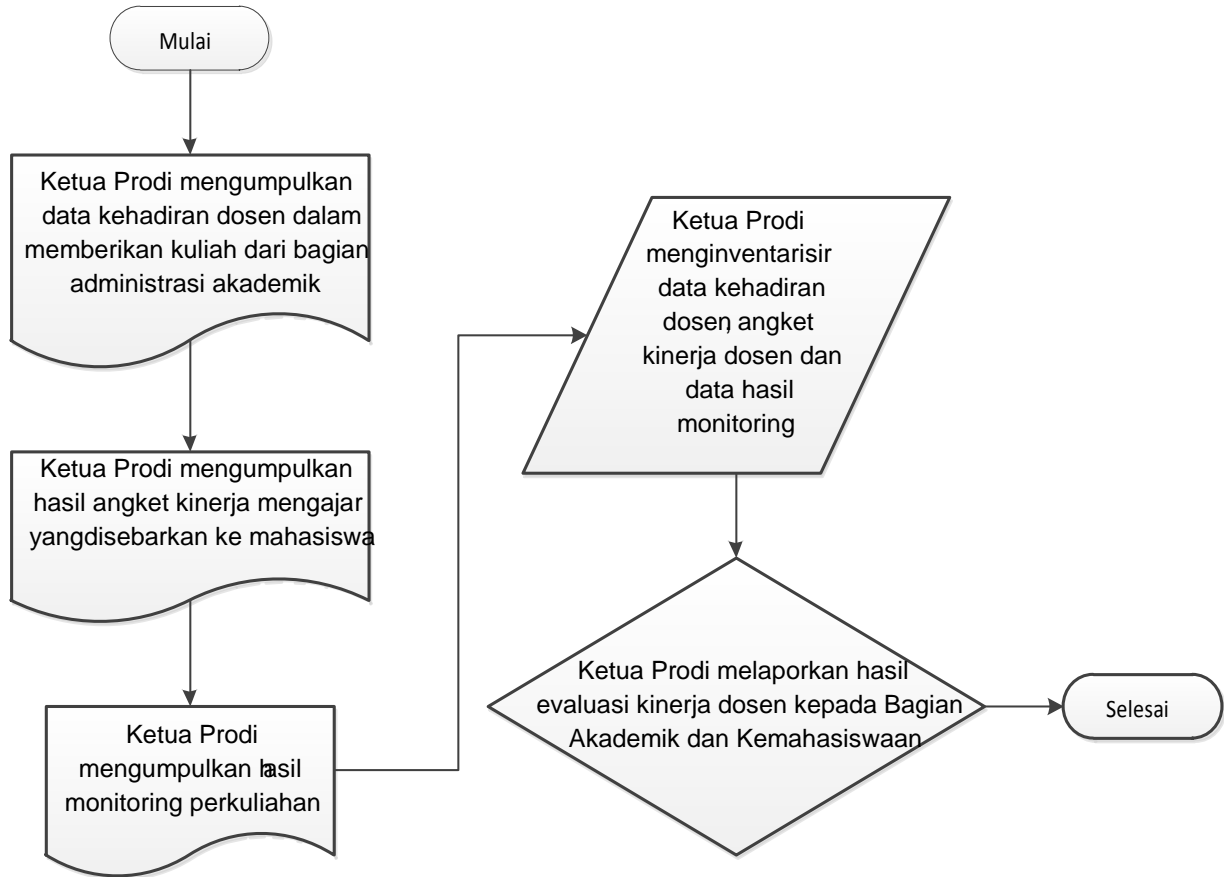 Mulai
Ketua Prodi mengumpulkan
data kehadiran dosen dalam
memberikan kuliah dari bagian
administrasi akademik
Ketua Prodi mengumpulkan
hasil angket kinerja mengajar
yangdisebarkan ke mahasiswa
Ketua Prodi
mengumpulkan hasil
monitoring perkuliahan
Ketua Prodi
menginventarisir
data kehadiran
dosen, angket
kinerja dosen dan
data hasil
monitoring
Ketua Prodi melaporkan hasil
evaluasi kinerja dosen kepada Bagian
Akademik dan Kemahasiswaan
Selesai